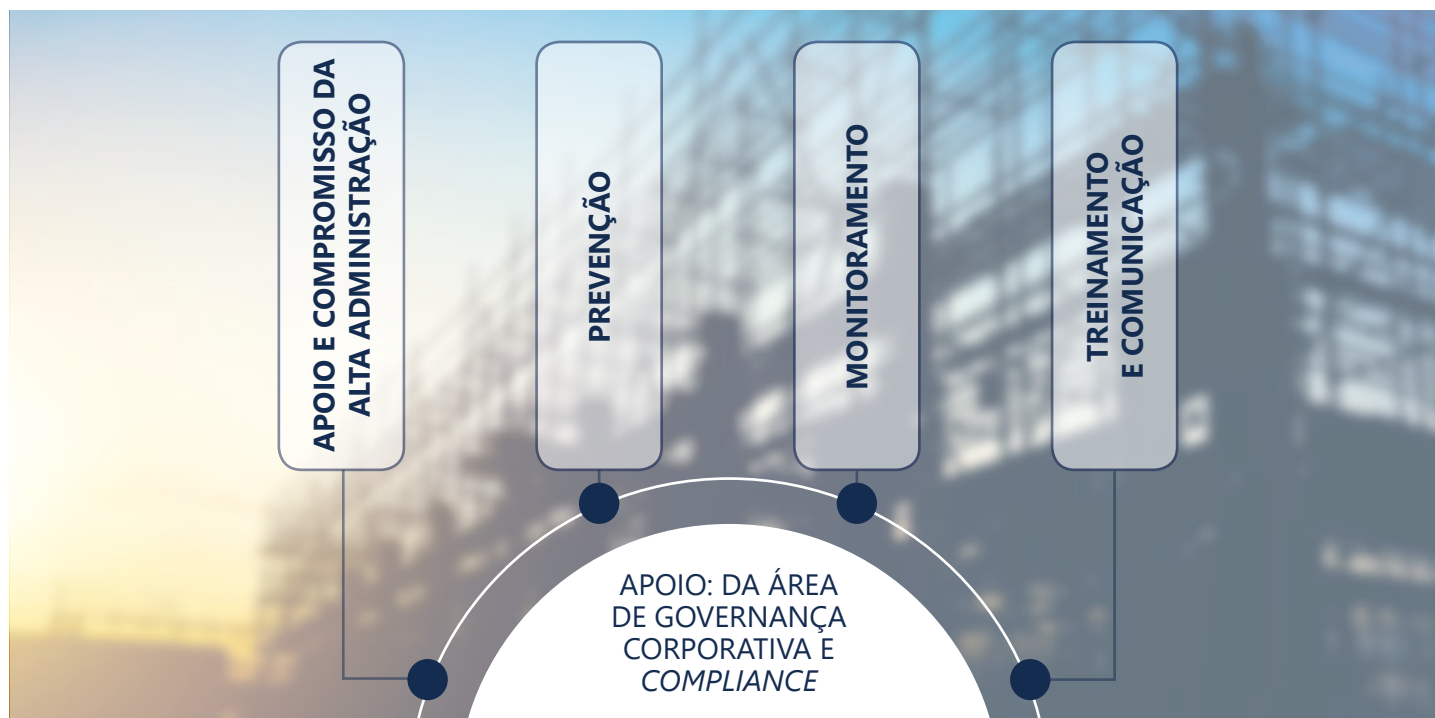 APOIO E COMPROMISSO DA
ALTA ADMINISTRAÇÃO
PREVENÇÃO
MONITORAMENTO
TREINAMENTO
E COMUNICAÇÃO
APOIO: DA ÁREA
DE GOVERNANÇA
CORPORATIVA E
COMPLIANCE